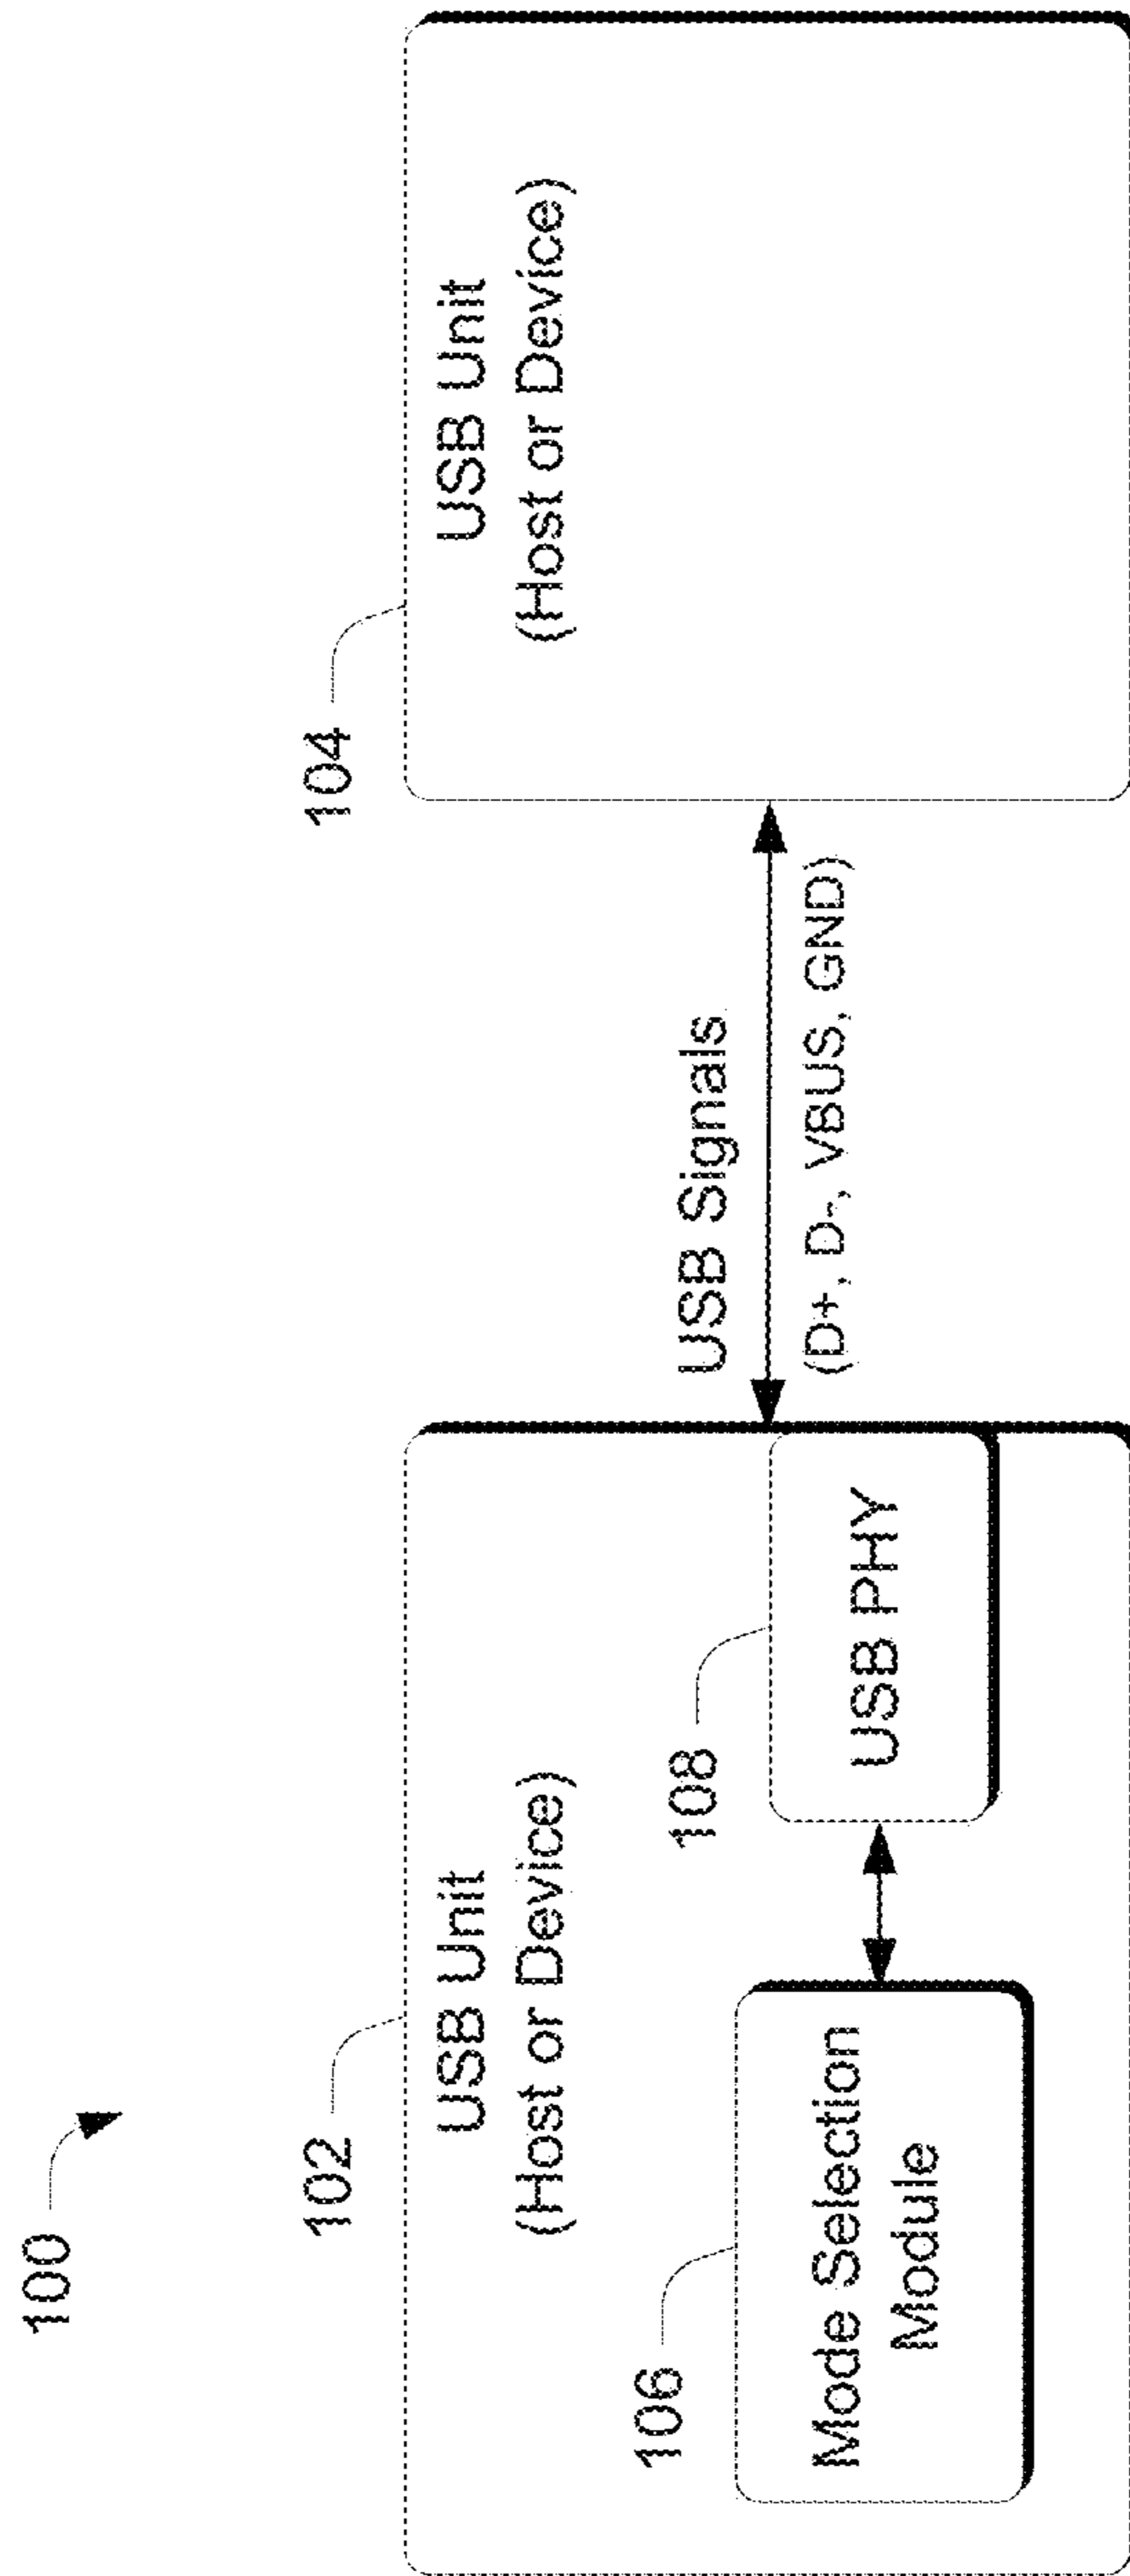 100
102
USB Unit
(Host or Device)
106
Mode Selection
Module
108
USB PHY
USB Signals
(D+, D-, VBUS, GND)
104
USB Unit
(Host or Device)